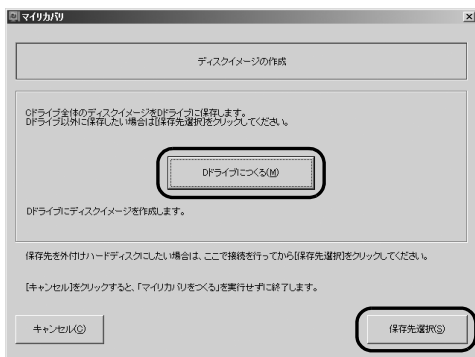 マイリカバリ
ディスクイメージの作成
Cドライブ全体のディスクイメージをDドライブに保存します。
Dドライブ以外に保存したい場合は[保存先選択]をクリックしてください。
Dドライブにつくる(M)
Dドライブにディスクイメージを作成します。
保存先を外付けハードディスクにしたい場合は、ここで接続を行ってから[保存先選択]をクリックしてください。
[キャンセル]をクリックすると、「マイリカバリをつくる」を実行せずに終了します。
キャンセル(C)
保存先選択(S)